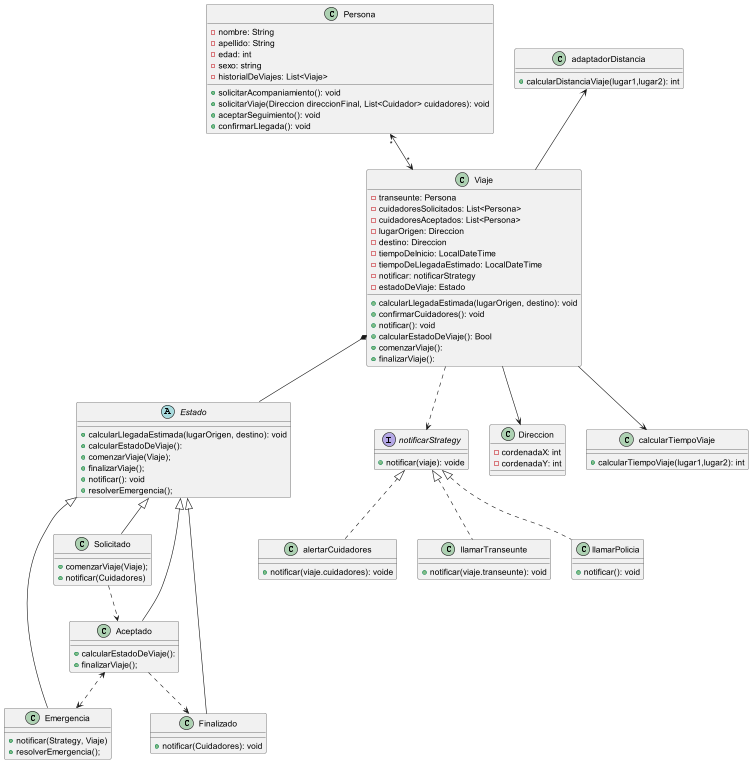 C Persona
nombre: String
apellido: String
edad: int
sexo: string
historialDeViajes: List<Viaje>
solicitarAcompaniamiento(): void
solicitarViaje(Direccion direccionFinal, List<Cuidador> cuidadores): void
aceptarSeguimiento(): void
confirmarLlegada(): void
C adaptadorDistancia
calcularDistanciaViaje(lugar1,lugar2): int
*
*
C Viaje
transeunte: Persona
cuidadoresSolicitados: List<Persona>
cuidadoresAceptados: List<Persona>
lugarOrigen: Direccion
destino: Direccion
tiempoDeInicio: LocalDateTime
tiempoDeLlegadaEstimado: LocalDateTime
notificar: notificarStrategy
estadoDeViaje: Estado
calcularLlegadaEstimada(lugarOrigen, destino): void
confirmarCuidadores(): void
notificar(): void
calcularEstadoDeViaje(): Bool
comenzarViaje():
finalizarViaje():
A Estado
calcularLlegadaEstimada(lugarOrigen, destino): void
calcularEstadoDeViaje():
comenzarViaje(Viaje);
finalizarViaje();
notificar(): void
resolverEmergencia();
I notificarStrategy
notificar(viaje): voide
C Direccion
cordenadaX: int
cordenadaY: int
C calcularTiempoViaje
calcularTiempoViaje(lugar1,lugar2): int
C Solicitado
comenzarViaje(Viaje);
notificar(Cuidadores)
C alertarCuidadores
notificar(viaje.cuidadores): voide
C llamarTranseunte
notificar(viaje.transeunte): void
C llamarPolicia
notificar(): void
C Aceptado
calcularEstadoDeViaje():
finalizarViaje();
C Emergencia
notificar(Strategy, Viaje)
resolverEmergencia();
C Finalizado
notificar(Cuidadores): void